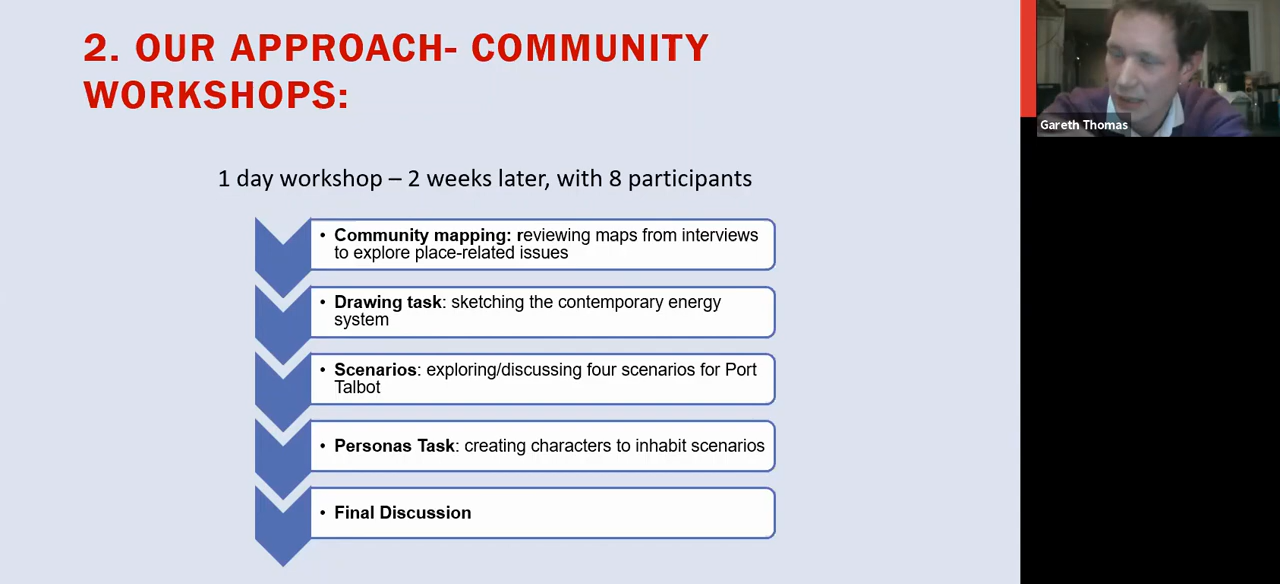 2. OUR APPROACH- COMMUNITY
WORKSHOPS:
1 day workshop – 2 weeks later, with 8 participants
• Community mapping: reviewing maps from interviews
to explore place-related issues
• Drawing task: sketching the contemporary energy
system
• Scenarios: exploring/discussing four scenarios for Port
Talbot
• Personas Task: creating characters to inhabit scenarios
• Final Discussion
Gareth Thomas